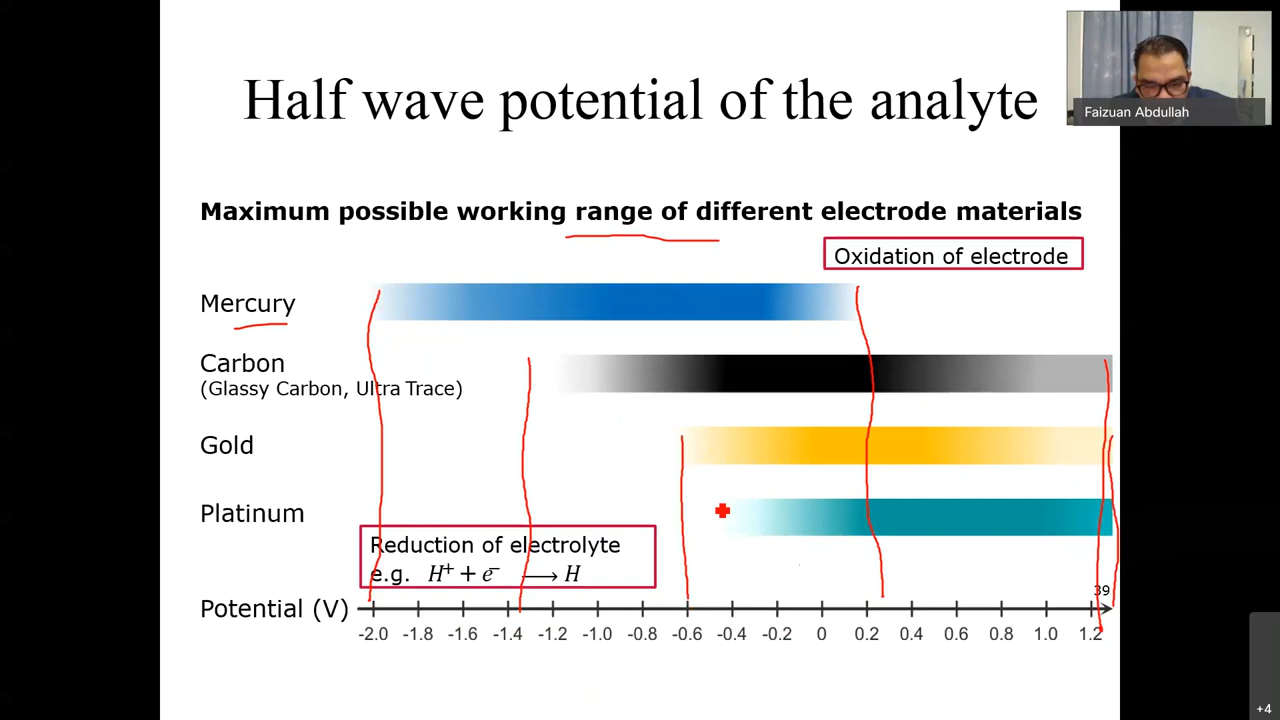 Half wave potential of the analyte
Faizuan Abdullah
Maximum possible working range of different electrode materials
Oxidation of electrode
Mercury
Carbon
(Glassy Carbon, Ultra Trace)
Gold
Platinum
Reduction of electrolyte
e.g. H⁺ + e⁻ ⟶ H
39
Potential (V)
-2.0 -1.8 -1.6 -1.4 -1.2 -1.0 -0.8 -0.6 -0.4 -0.2 0 0.2 0.4 0.6 0.8 1.0 1.2
+4